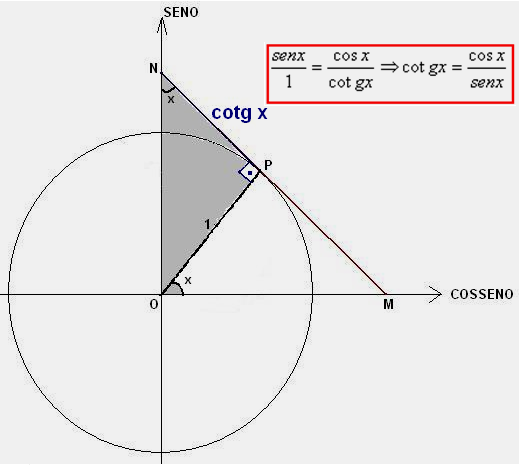 SENO
senx/1 = cos x/cot gx ⇒ cot gx = cos x/senx
N
x
cotg x
P
1
x
O
M
COSSENO